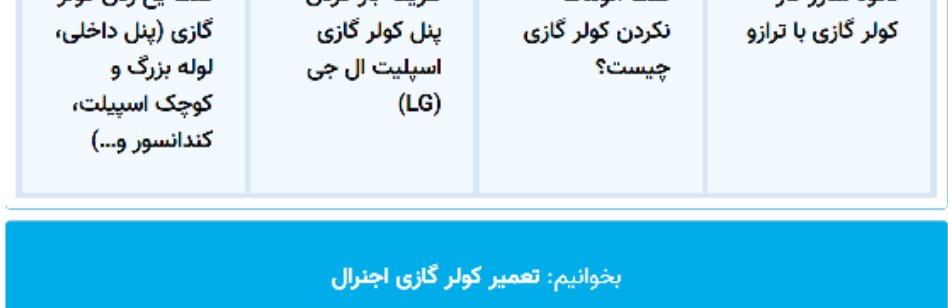 کولر گازی با ترازو
نکردن کولر گازی
چیست؟
پنل کولر گازی
اسپلیت ال جی
(LG)
گازی (پنل داخلی،
لوله بزرگ و
کوچک اسپیلت،
کندانسور و...)
بخوانیم: تعمیر کولر گازی اجنرال